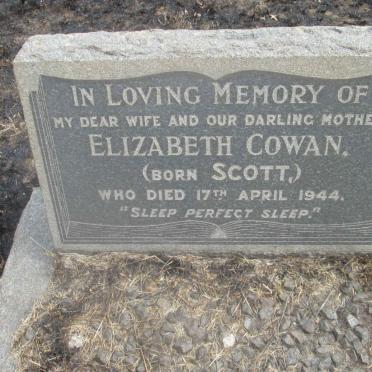 IN LOVING MEMORY OF
MY DEAR WIFE AND OUR DARLING MOTHE
ELIZABETH COWAN.
(BORN SCOTT,)
WHO DIED 17TH APRIL 1944.
"SLEEP PERFECT SLEEP."